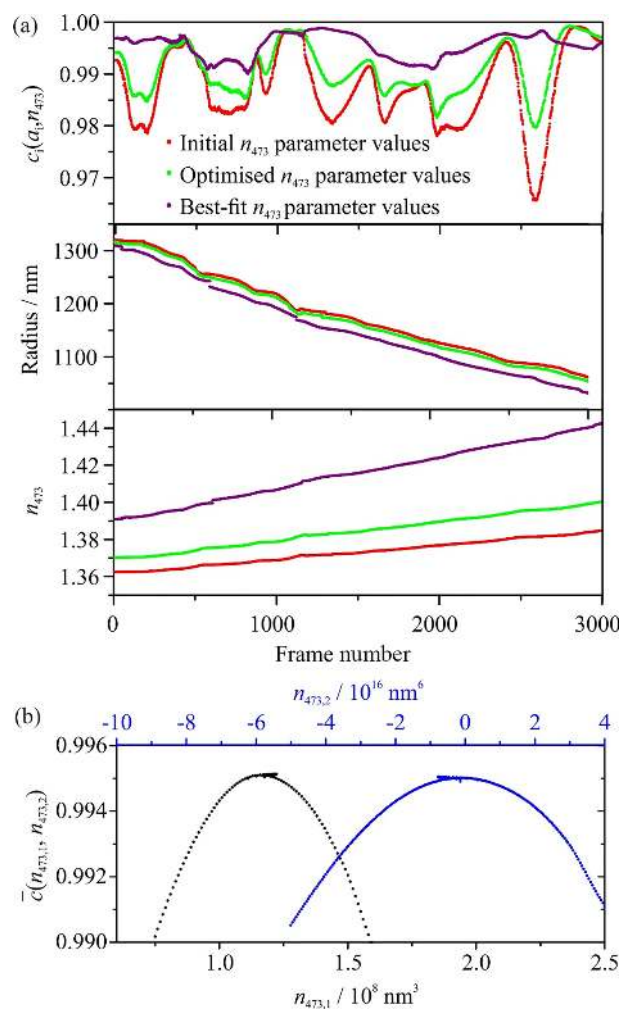 (a)
1.00
0.99
0.98
0.97
c_i(a_i,n_473)
Initial n_473 parameter values
Optimised n_473 parameter values
Best-fit n_473 parameter values
1300
1200
1100
Radius / nm
1.44
1.42
1.40
1.38
1.36
n_473
0 1000 2000 3000
Frame number
(b)
n_473,2 / 10^16 nm^6
-10 -8 -6 -4 -2 0 2 4
0.996
0.994
0.992
0.990
c̄(n_473,1, n_473,2)
1.0 1.5 2.0 2.5
n_473,1 / 10^8 nm^3